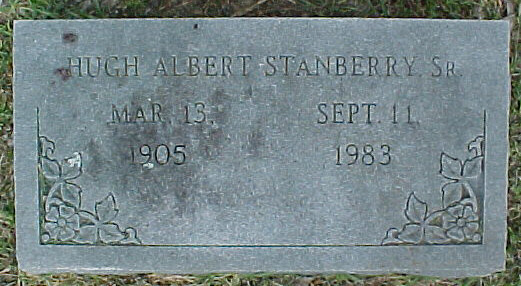 HUGH ALBERT STANBERRY, SR.
MAR. 13, SEPT. 11,
1905 1983